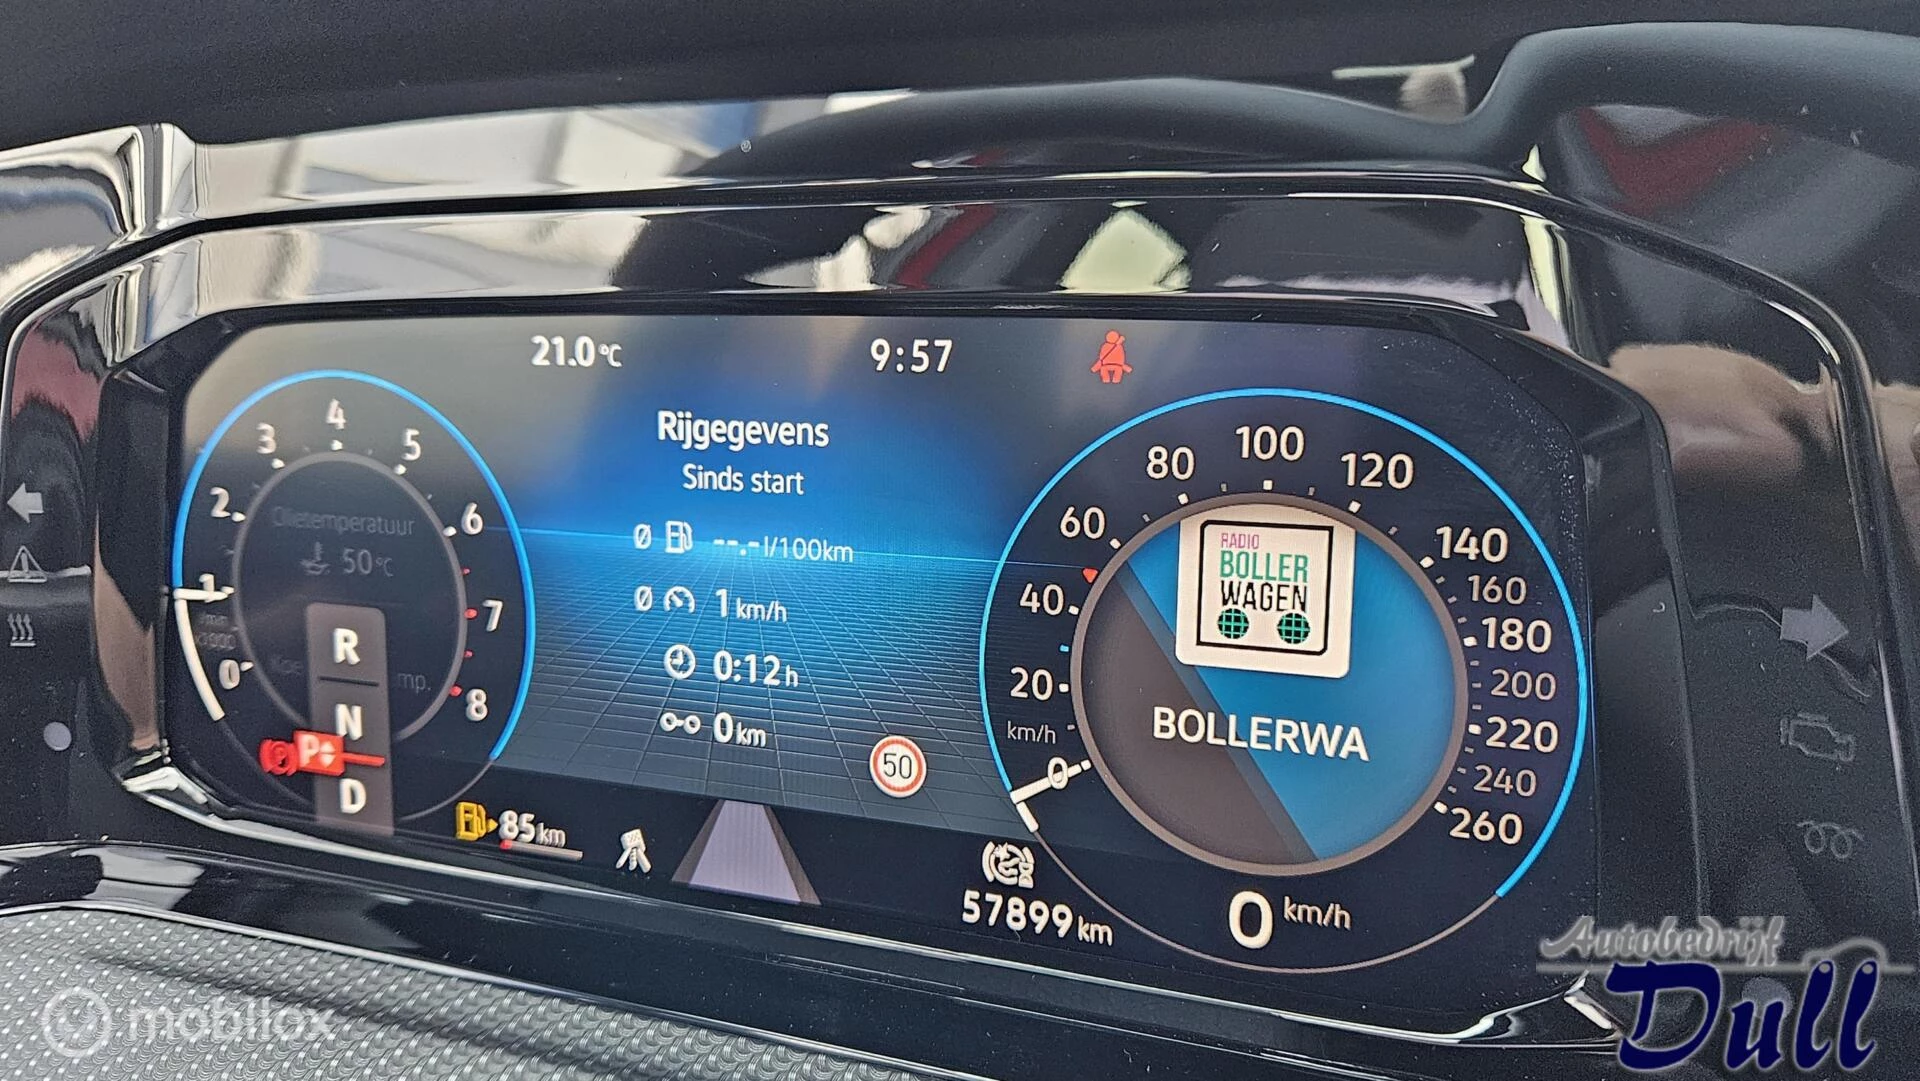 21.0 °C
9:57
Rijgegevens
Sinds start
Ø --.- l/100km
Ø 1 km/h
0:12 h
0 km
0
1
2
3
4
5
6
7
8
Olietemperatuur
50 °C
mp.
R
N
D
P
85 km
50
57899 km
0
20
40
60
80
100
120
140
160
180
200
220
240
260
km/h
RADIO
BOLLER
WAGEN
BOLLERWA
0 km/h
Autobedrijf
Dull
mobilox